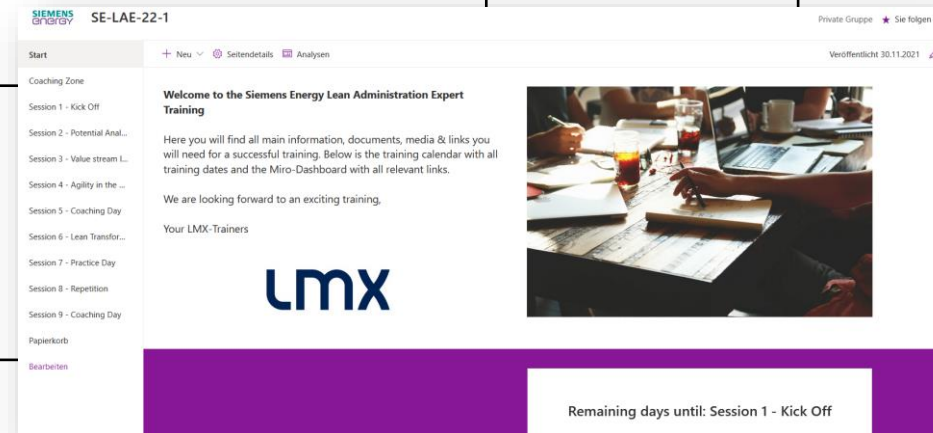 SIEMENS
energy
SE-LAE-22-1
Private Gruppe
Sie folgen
Start
Neu
Seitendetails
Analysen
Veröffentlicht 30.11.2021
Coaching Zone
Session 1 - Kick Off
Session 2 - Potential Anal...
Session 3 - Value stream I...
Session 4 - Agility in the ...
Session 5 - Coaching Day
Session 6 - Lean Transfor...
Session 7 - Practice Day
Session 8 - Repetition
Session 9 - Coaching Day
Papierkorb
Bearbeiten
Welcome to the Siemens Energy Lean Administration Expert
Training
Here you will find all main information, documents, media & links you
will need for a successful training. Below is the training calendar with all
training dates and the Miro-Dashboard with all relevant links.
We are looking forward to an exciting training,
Your LMX-Trainers
LMX
Remaining days until: Session 1 - Kick Off